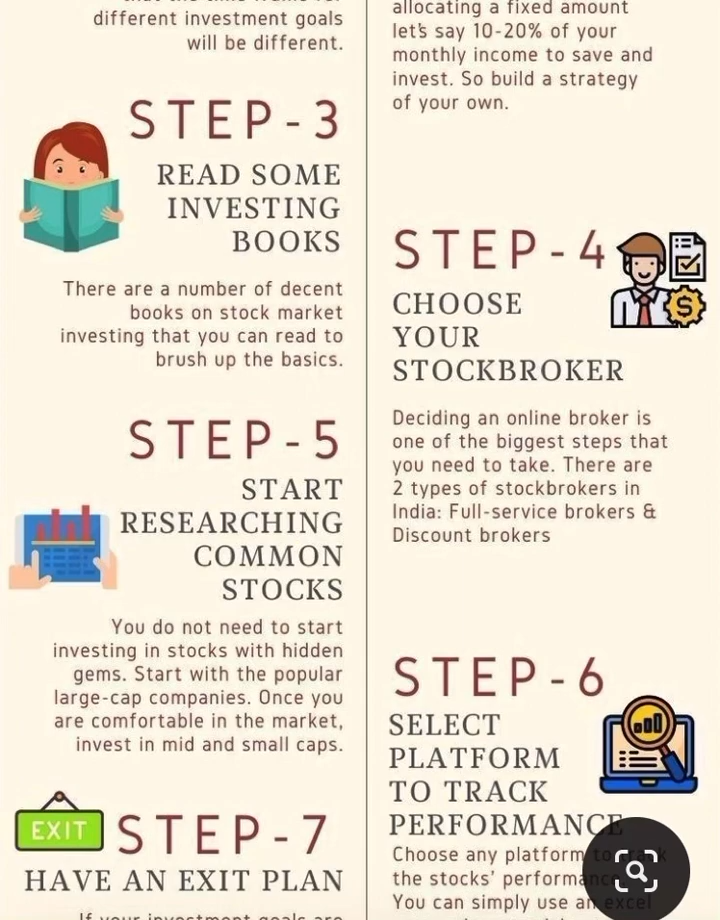 different investment goals
will be different.
allocating a fixed amount
let's say 10-20% of your
monthly income to save and
invest. So build a strategy
of your own.
STEP-3
READ SOME
INVESTING
BOOKS
There are a number of decent
books on stock market
investing that you can read to
brush up the basics.
STEP-4
CHOOSE
YOUR
STOCKBROKER
Deciding an online broker is
one of the biggest steps that
you need to take. There are
2 types of stockbrokers in
India: Full-service brokers &
Discount brokers
STEP-5
START
RESEARCHING
COMMON
STOCKS
You do not need to start
investing in stocks with hidden
gems. Start with the popular
large-cap companies. Once you
are comfortable in the market,
invest in mid and small caps.
STEP-6
SELECT
PLATFORM
TO TRACK
PERFORMANCE
Choose any platform to track
the stocks' performance.
You can simply use an excel
EXIT
STEP-7
HAVE AN EXIT PLAN
If your investment goals are